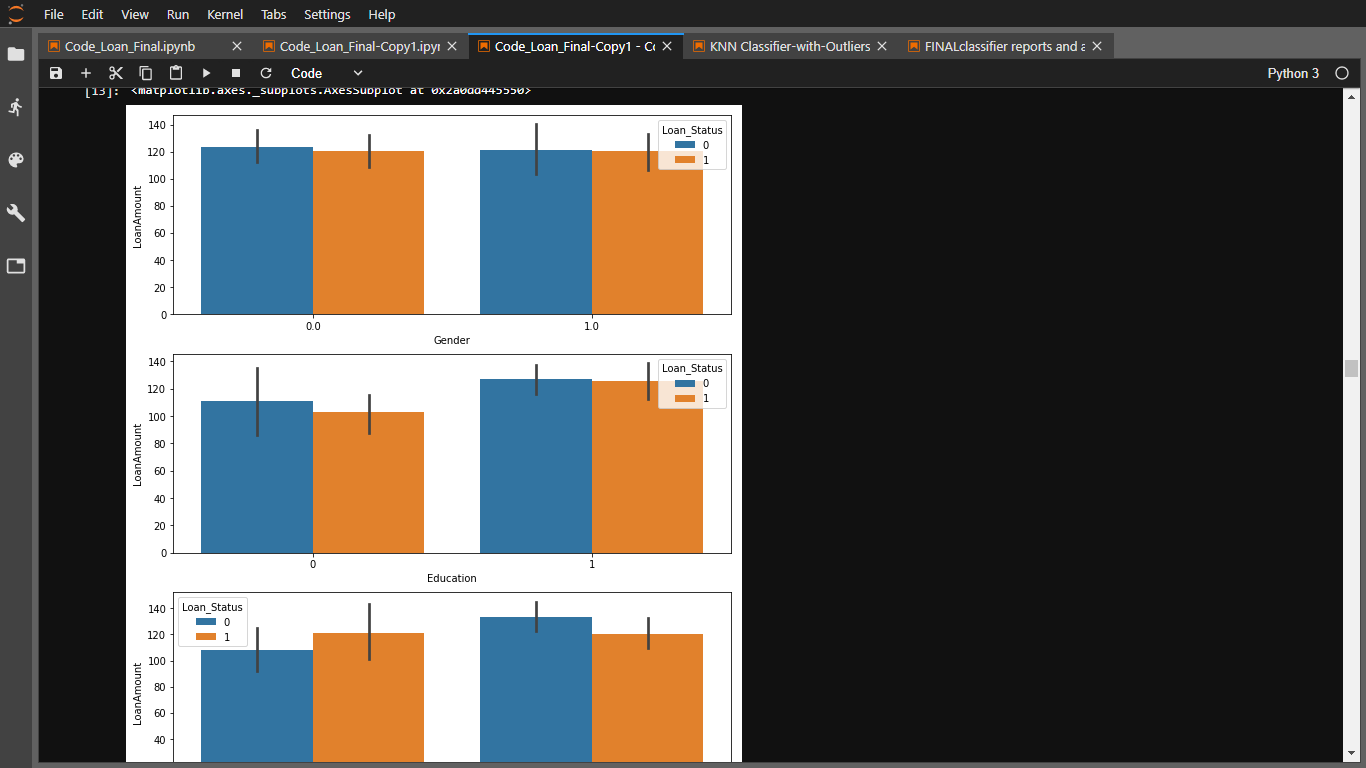 File Edit View Run Kernel Tabs Settings Help
Code_Loan_Final.ipynb Code_Loan_Final-Copy1.ipyn Code_Loan_Final-Copy1 - Co KNN Classifier-with-Outliers FINALclassifier reports and a
Code Python 3
[13]: <matplotlib.axes._subplots.AxesSubplot at 0x2a0dd445550>
140
120
100
80
60
40
20
0
LoanAmount
Loan_Status
0
1
0.0 1.0
Gender
140
120
100
80
60
40
20
0
LoanAmount
Loan_Status
0
1
0 1
Education
140
120
100
80
60
40
LoanAmount
Loan_Status
0
1